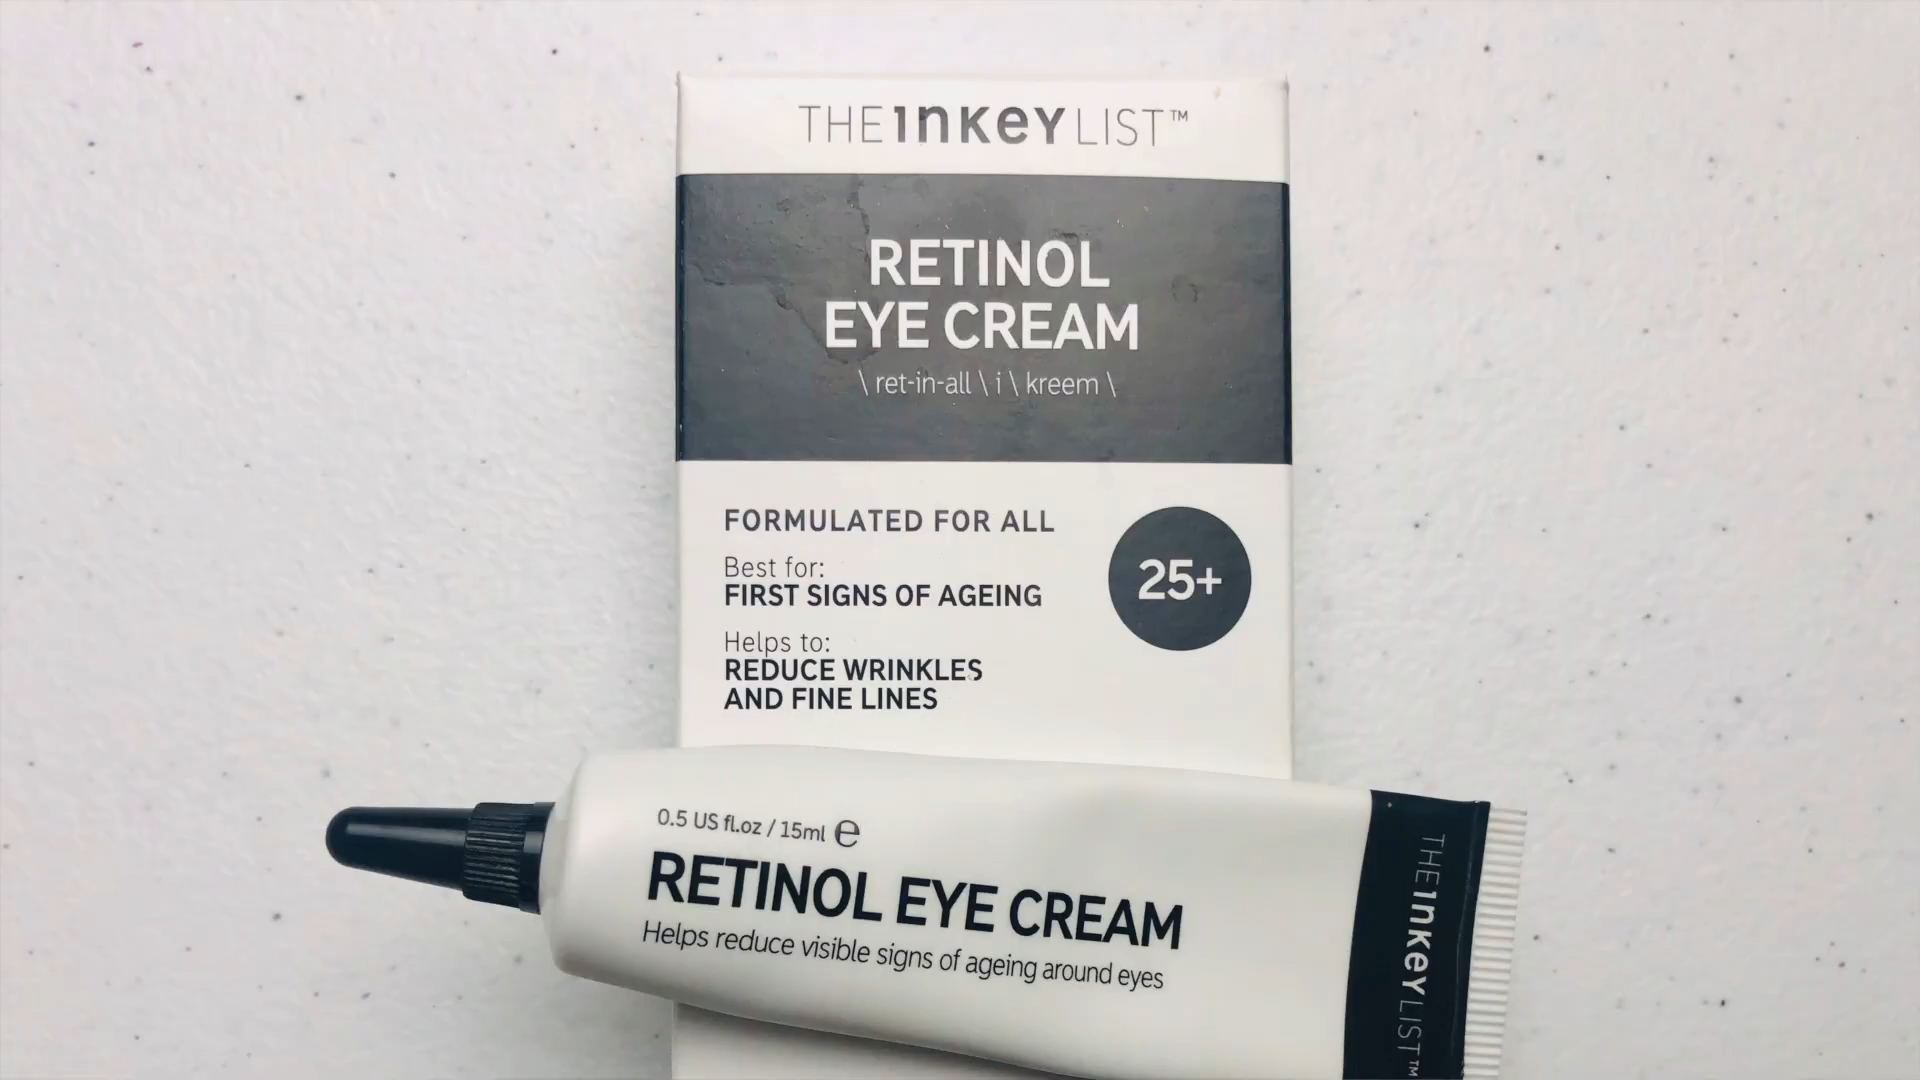 THE INKEY LIST™
RETINOL
EYE CREAM
\ ret-in-all \ i \ kreem \
FORMULATED FOR ALL
Best for:
FIRST SIGNS OF AGEING
25+
Helps to:
REDUCE WRINKLES
AND FINE LINES
0.5 US fl.oz / 15ml ℮
RETINOL EYE CREAM
Helps reduce visible signs of ageing around eyes
THE INKEY LIST™